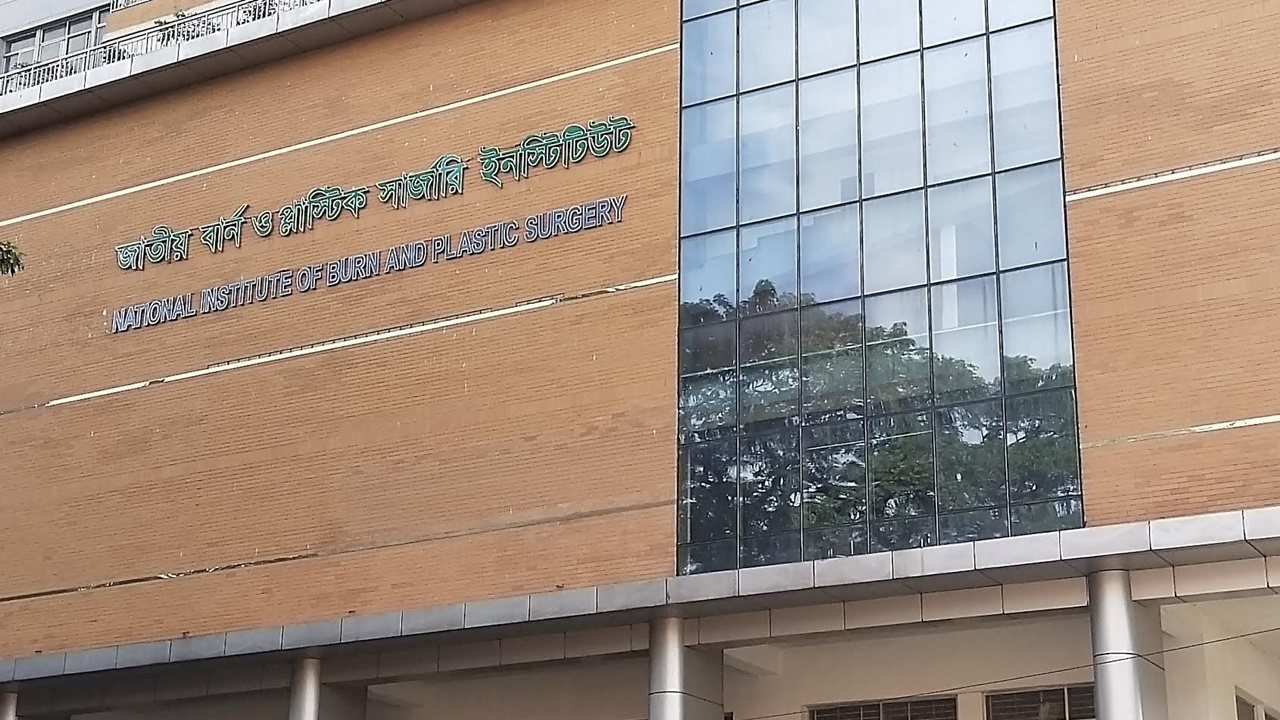 জাতীয় বার্ন ও প্লাস্টিক সার্জারি ইনস্টিটিউট
NATIONAL INSTITUTE OF BURN AND PLASTIC SURGERY